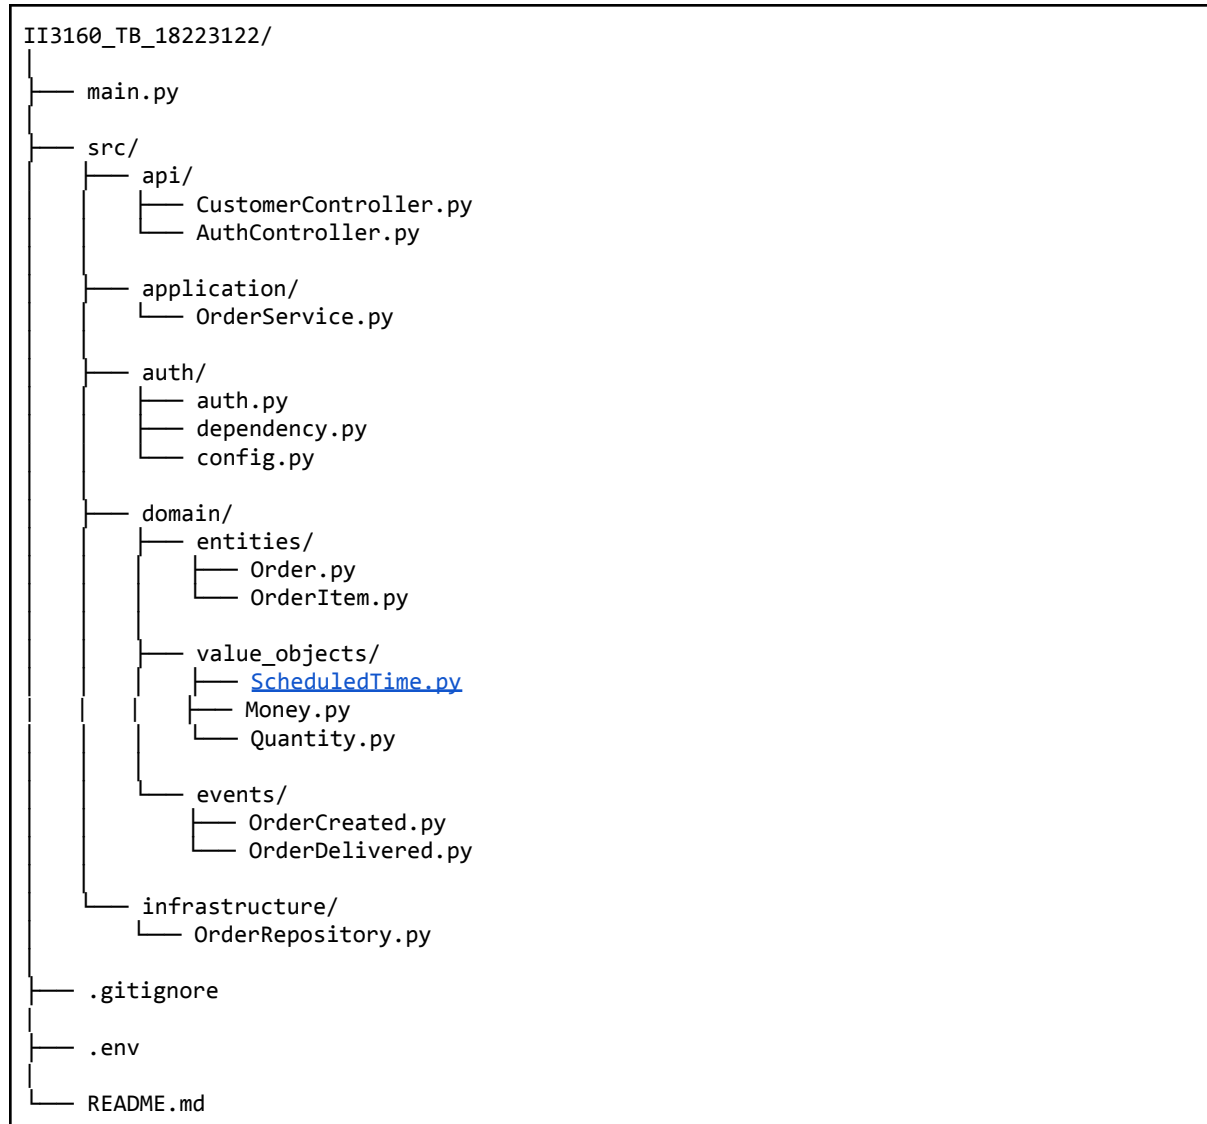 II3160_TB_18223122/
│
├── main.py
│
├── src/
│   ├── api/
│   │   ├── CustomerController.py
│   │   └── AuthController.py
│   │
│   ├── application/
│   │   └── OrderService.py
│   │
│   ├── auth/
│   │   ├── auth.py
│   │   ├── dependency.py
│   │   └── config.py
│   │
│   ├── domain/
│   │   ├── entities/
│   │   │   ├── Order.py
│   │   │   └── OrderItem.py
│   │   │
│   │   ├── value_objects/
│   │   │   ├── ScheduledTime.py
│   │   │   ├── Money.py
│   │   │   └── Quantity.py
│   │   │
│   │   └── events/
│   │       ├── OrderCreated.py
│   │       └── OrderDelivered.py
│   │
│   └── infrastructure/
│       └── OrderRepository.py
│
├── .gitignore
│
├── .env
│
└── README.md